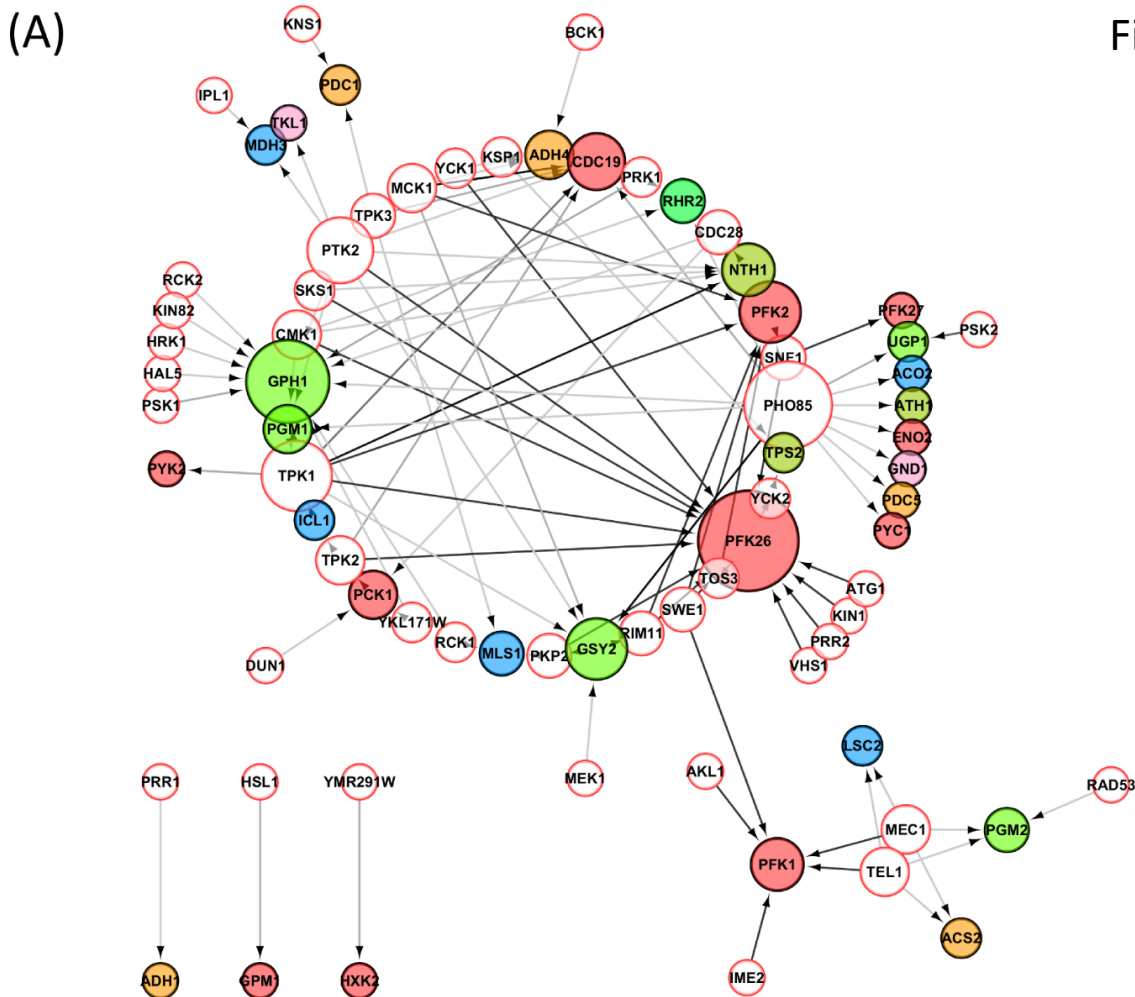 (A)
Fi
KNS1
BCK1
PDC1
IPL1
TKL1
MDH3
KSP1
ADH4
CDC19
YCK1
MCK1
PRK1
RHR2
TPK3
PTK2
CDC28
NTH1
RCK2
SKS1
KIN82
PFK2
PFK27
PSK2
CMK1
HRK1
UGP1
SNF1
HAL5
GPH1
ACO2
PSK1
PHO85
ATH1
PGM1
ENO2
TPS2
PYK2
TPK1
GND1
YCK2
PDC5
ICL1
PYC1
PFK26
TPK2
TOS3
ATG1
PCK1
SWE1
KIN1
YKL171W
RIM11
PRR2
RCK1
MLS1
PKP2
GSY2
DUN1
VHS1
LSC2
PRR1
HSL1
YMR291W
MEK1
AKL1
RAD53
MEC1
PGM2
PFK1
TEL1
ACS2
ADH1
GPM1
HXK2
IME2